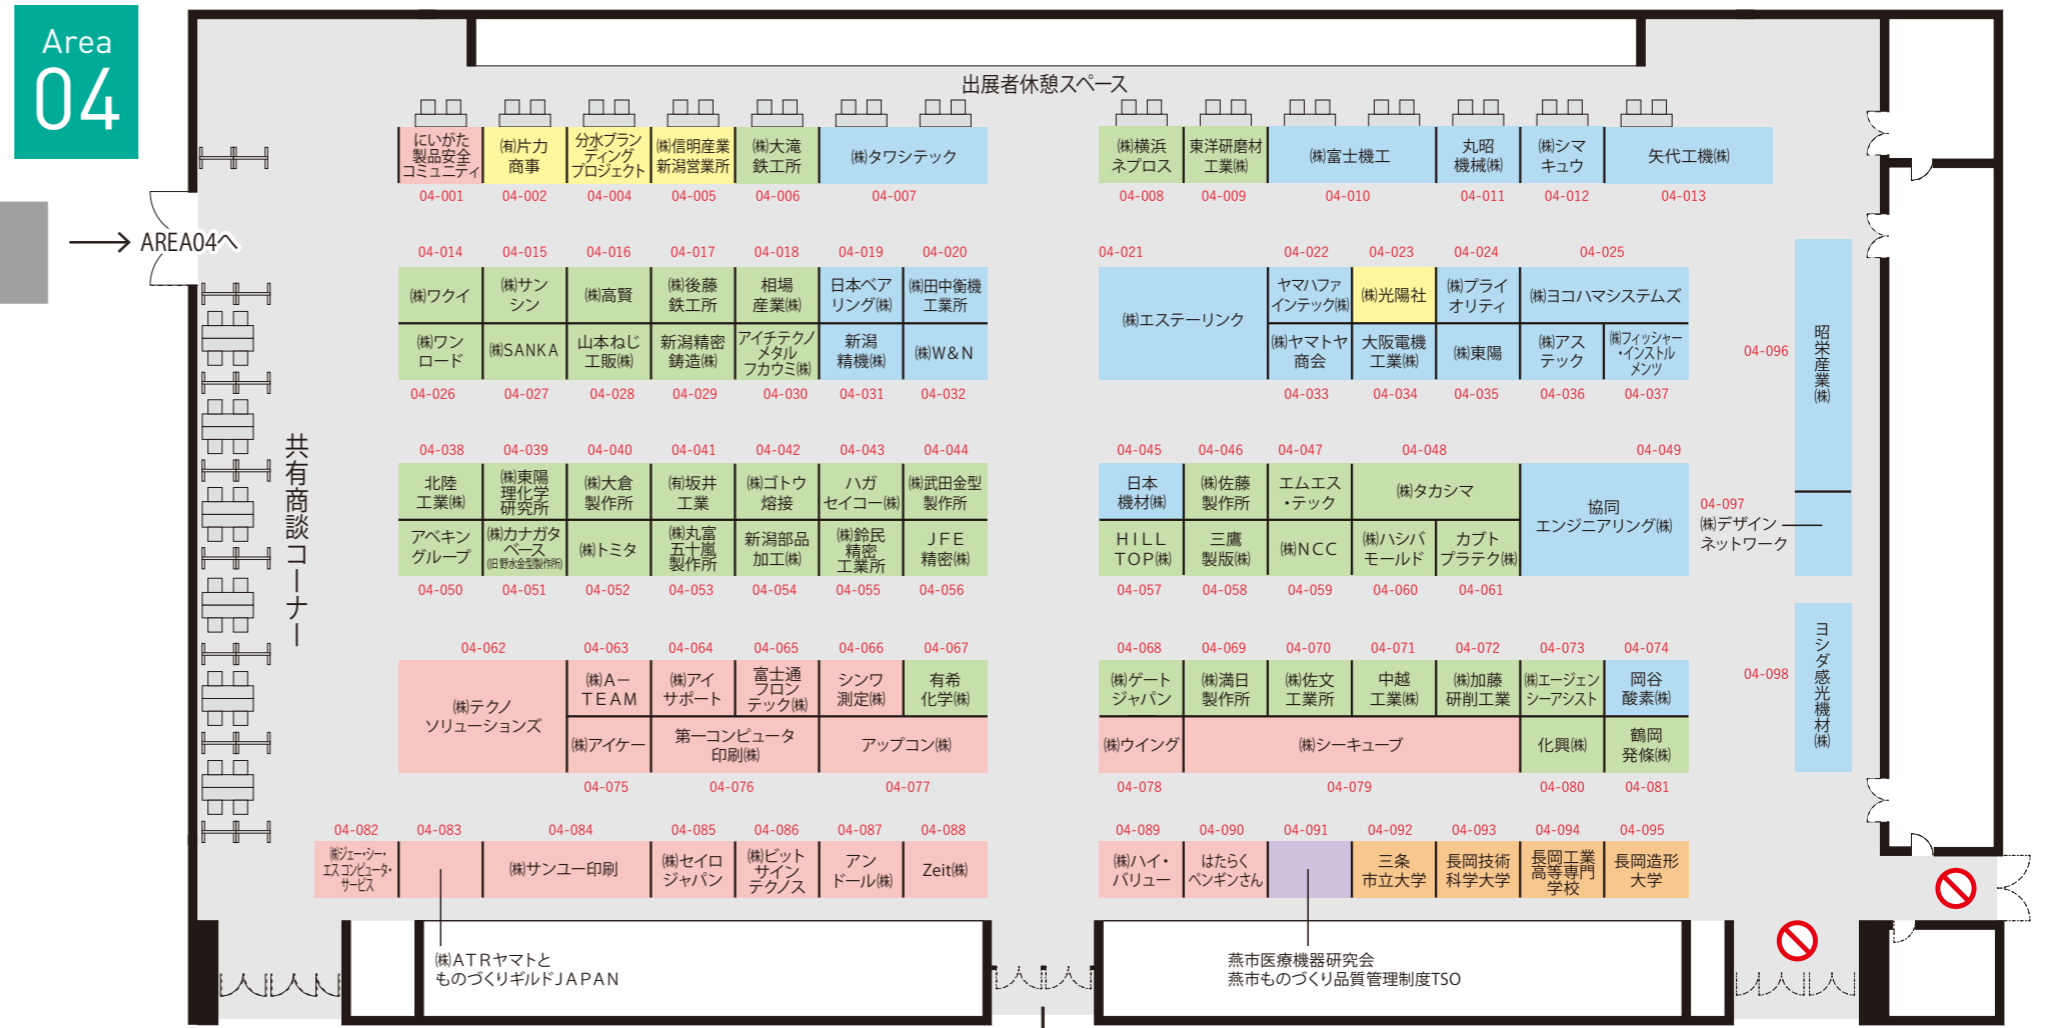 Area
04
出展者休憩スペース
にいがた
製品安全
コミュニティ
㈲片力
商事
分水ブラン
ディング
プロジェクト
㈱信明産業
新潟営業所
㈱大滝
鉄工所
㈱タワシテック
㈱横浜
ネプロス
東洋研磨材
工業㈱
㈱富士機工
丸昭
機械㈱
㈱シマ
キュウ
矢代工機㈱
04-001
04-002
04-004
04-005
04-006
04-007
04-008
04-009
04-010
04-011
04-012
04-013
AREA04へ
04-014
04-015
04-016
04-017
04-018
04-019
04-020
04-021
04-022
04-023
04-024
04-025
㈱ワクイ
㈱サン
シン
㈱高賢
㈱後藤
鉄工所
相場
産業㈱
日本ベア
リング㈱
㈱田中衡機
工業所
㈱エステーリンク
ヤマハファ
インテック㈱
㈱光陽社
㈱プライ
オリティ
㈱ヨコハマシステムズ
㈱ワン
ロード
㈱SANKA
山本ねじ
工販㈱
新潟精密
鋳造㈱
アイチテクノ
メタル
フカウミ㈱
新潟
精機㈱
㈱W&N
㈱ヤマトヤ
商会
大阪電機
工業㈱
㈱東陽
㈱アス
テック
㈱フィッシャー
・インストル
メンツ
04-026
04-027
04-028
04-029
04-030
04-031
04-032
04-033
04-034
04-035
04-036
04-037
04-096
昭栄産業㈱
共有商談コーナー
04-038
04-039
04-040
04-041
04-042
04-043
04-044
04-045
04-046
04-047
04-048
04-049
北陸
工業㈱
㈱東陽
理化学
研究所
㈱大倉
製作所
㈲坂井
工業
㈱ゴトウ
熔接
ハガ
セイコー㈱
㈱武田金型
製作所
日本
機材㈱
㈱佐藤
製作所
エムエス
・テック
㈱タカシマ
協同
エンジニアリング㈱
04-097
㈱デザイン
ネットワーク
アベキン
グループ
㈱カナガタ
ベース
(旧野水金型製作所)
㈱トミタ
㈱丸富
五十嵐
製作所
新潟部品
加工㈱
㈱鈴民
精密
工業所
JFE
精密㈱
HILL
TOP㈱
三鷹
製版㈱
㈱NCC
㈱ハシバ
モールド
カブト
プラテク㈱
04-050
04-051
04-052
04-053
04-054
04-055
04-056
04-057
04-058
04-059
04-060
04-061
04-062
04-063
04-064
04-065
04-066
04-067
04-068
04-069
04-070
04-071
04-072
04-073
04-074
04-098
ヨシダ感光機材㈱
㈱テクノ
ソリューションズ
㈱A－
TEAM
㈱アイ
サポート
富士通
フロン
テック㈱
シンワ
測定㈱
有希
化学㈱
㈱ゲート
ジャパン
㈱満日
製作所
㈱佐文
工業所
中越
工業㈱
㈱加藤
研削工業
㈱エージェン
シーアシスト
岡谷
酸素㈱
㈱アイケー
第一コンピュータ
印刷㈱
アップコン㈱
㈱ウイング
㈱シーキューブ
化興㈱
鶴岡
発條㈱
04-075
04-076
04-077
04-078
04-079
04-080
04-081
04-082
04-083
04-084
04-085
04-086
04-087
04-088
04-089
04-090
04-091
04-092
04-093
04-094
04-095
㈱ジェー・シー・
エス コンピュータ・
サービス
㈱サンユー印刷
㈱セイロ
ジャパン
㈱ビット
サイン
テクノス
アン
ドール㈱
Zeit㈱
㈱ハイ・
バリュー
はたらく
ペンギンさん
三条
市立大学
長岡技術
科学大学
長岡工業
高等専門
学校
長岡造形
大学
㈱ATRヤマトと
ものづくりギルドJAPAN
燕市医療機器研究会
燕市ものづくり品質管理制度TSO